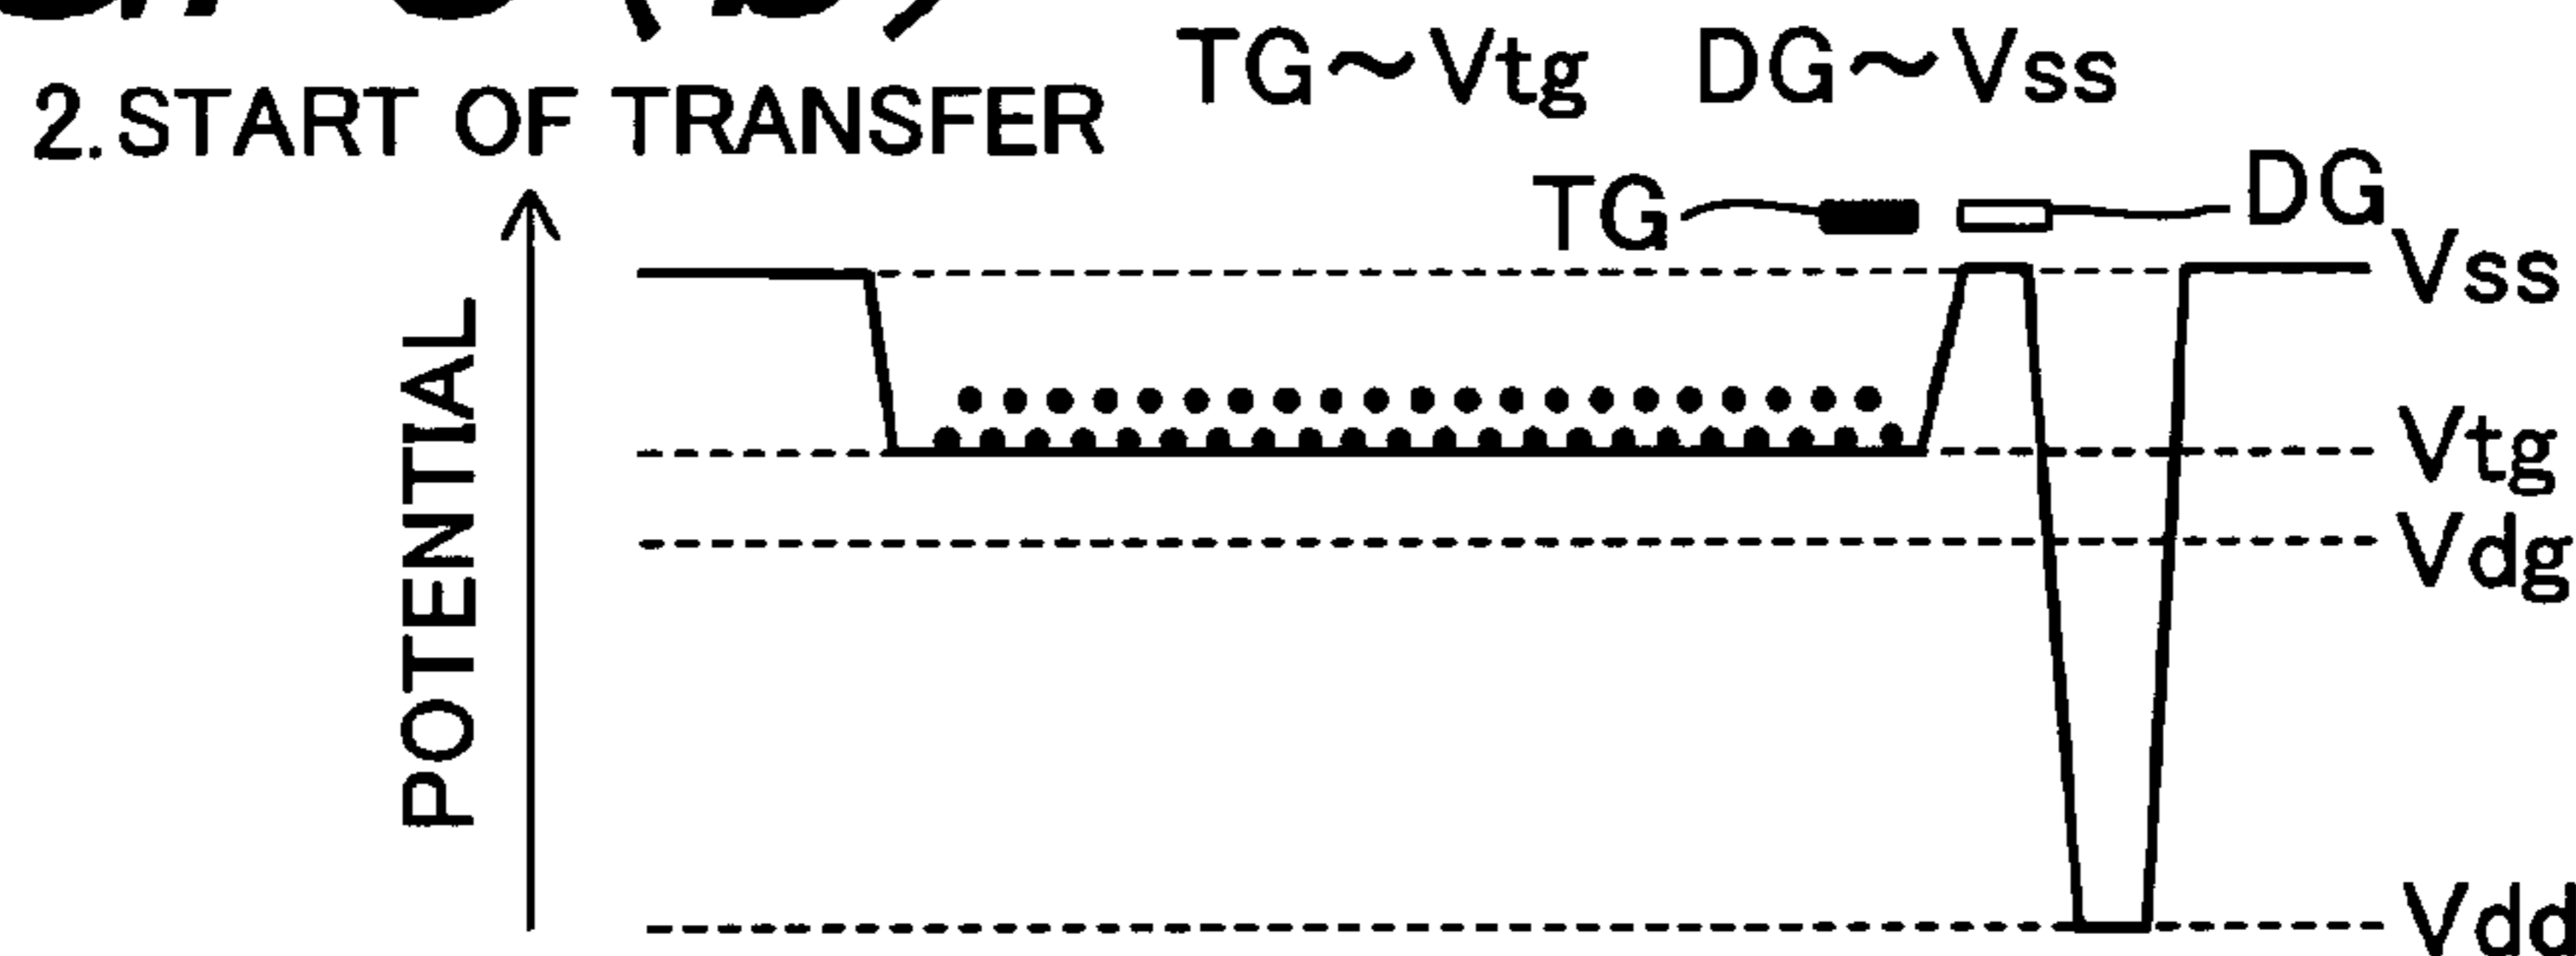 TG~Vtg DG~Vss
2.START OF TRANSFER
TG
DG
Vss
POTENTIAL
Vtg
Vdg
Vdd